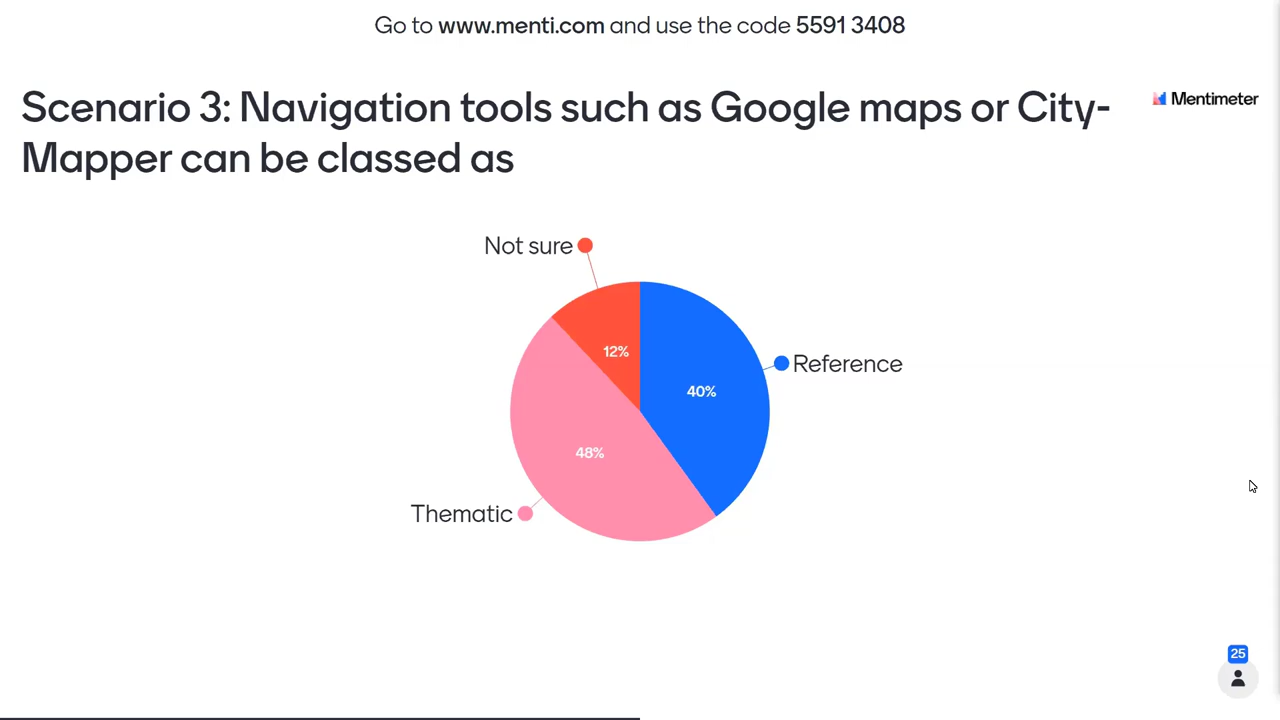 Go to www.menti.com and use the code 5591 3408
Scenario 3: Navigation tools such as Google maps or City-
Mapper can be classed as
Mentimeter
Not sure
12%
Reference
40%
48%
Thematic
25